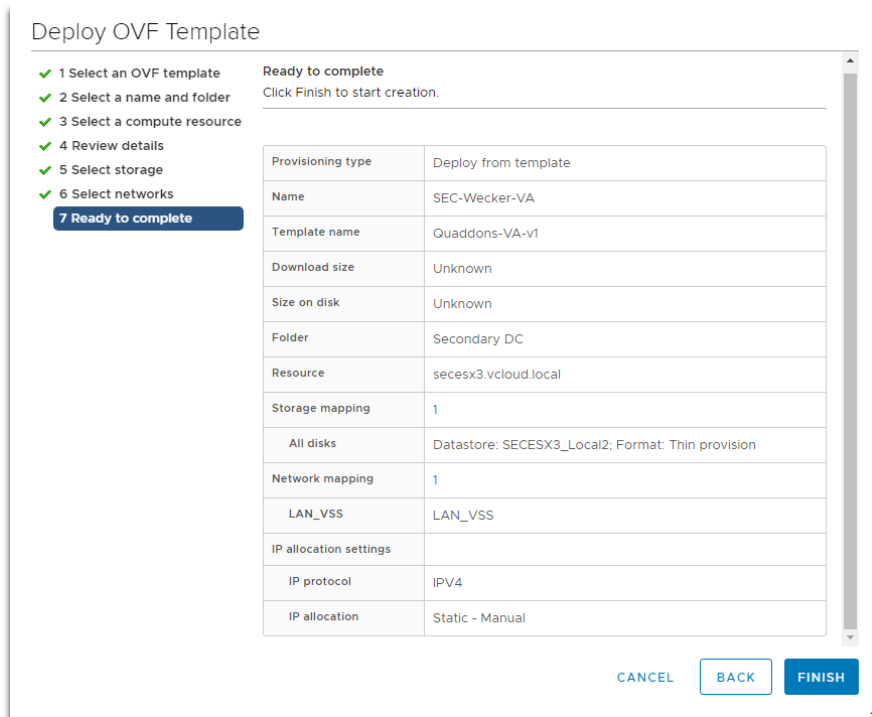 Deploy OVF Template
1 Select an OVF template
2 Select a name and folder
3 Select a compute resource
4 Review details
5 Select storage
6 Select networks
7 Ready to complete
Ready to complete
Click Finish to start creation.
Provisioning type Deploy from template
Name SEC-Wecker-VA
Template name Quaddons-VA-v1
Download size Unknown
Size on disk Unknown
Folder Secondary DC
Resource secesx3.vcloud.local
Storage mapping 1
All disks Datastore: SECESX3_Local2; Format: Thin provision
Network mapping 1
LAN_VSS LAN_VSS
IP allocation settings
IP protocol IPV4
IP allocation Static - Manual
CANCEL BACK FINISH